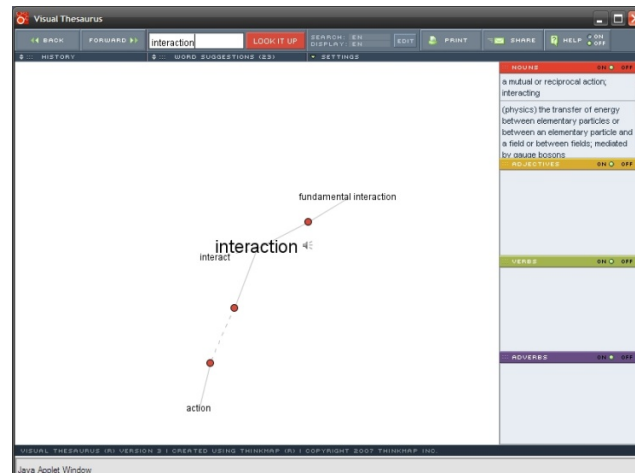 Visual Thesaurus
BACK FORWARD interaction LOOK IT UP SEARCH: EN DISPLAY: EN EDIT PRINT SHARE HELP ON OFF
HISTORY WORD SUGGESTIONS (23) SETTINGS
NOUNS ON OFF
a mutual or reciprocal action;
interacting
(physics) the transfer of energy
between elementary particles or
between an elementary particle and
a field or between fields; mediated
by gauge bosons
ADJECTIVES ON OFF
fundamental interaction
interaction
interact
VERBS ON OFF
ADVERBS ON OFF
action
VISUAL THESAURUS (R) VERSION 3 | CREATED USING THINKMAP (R) | COPYRIGHT 2007 THINKMAP INC.
Java Applet Window